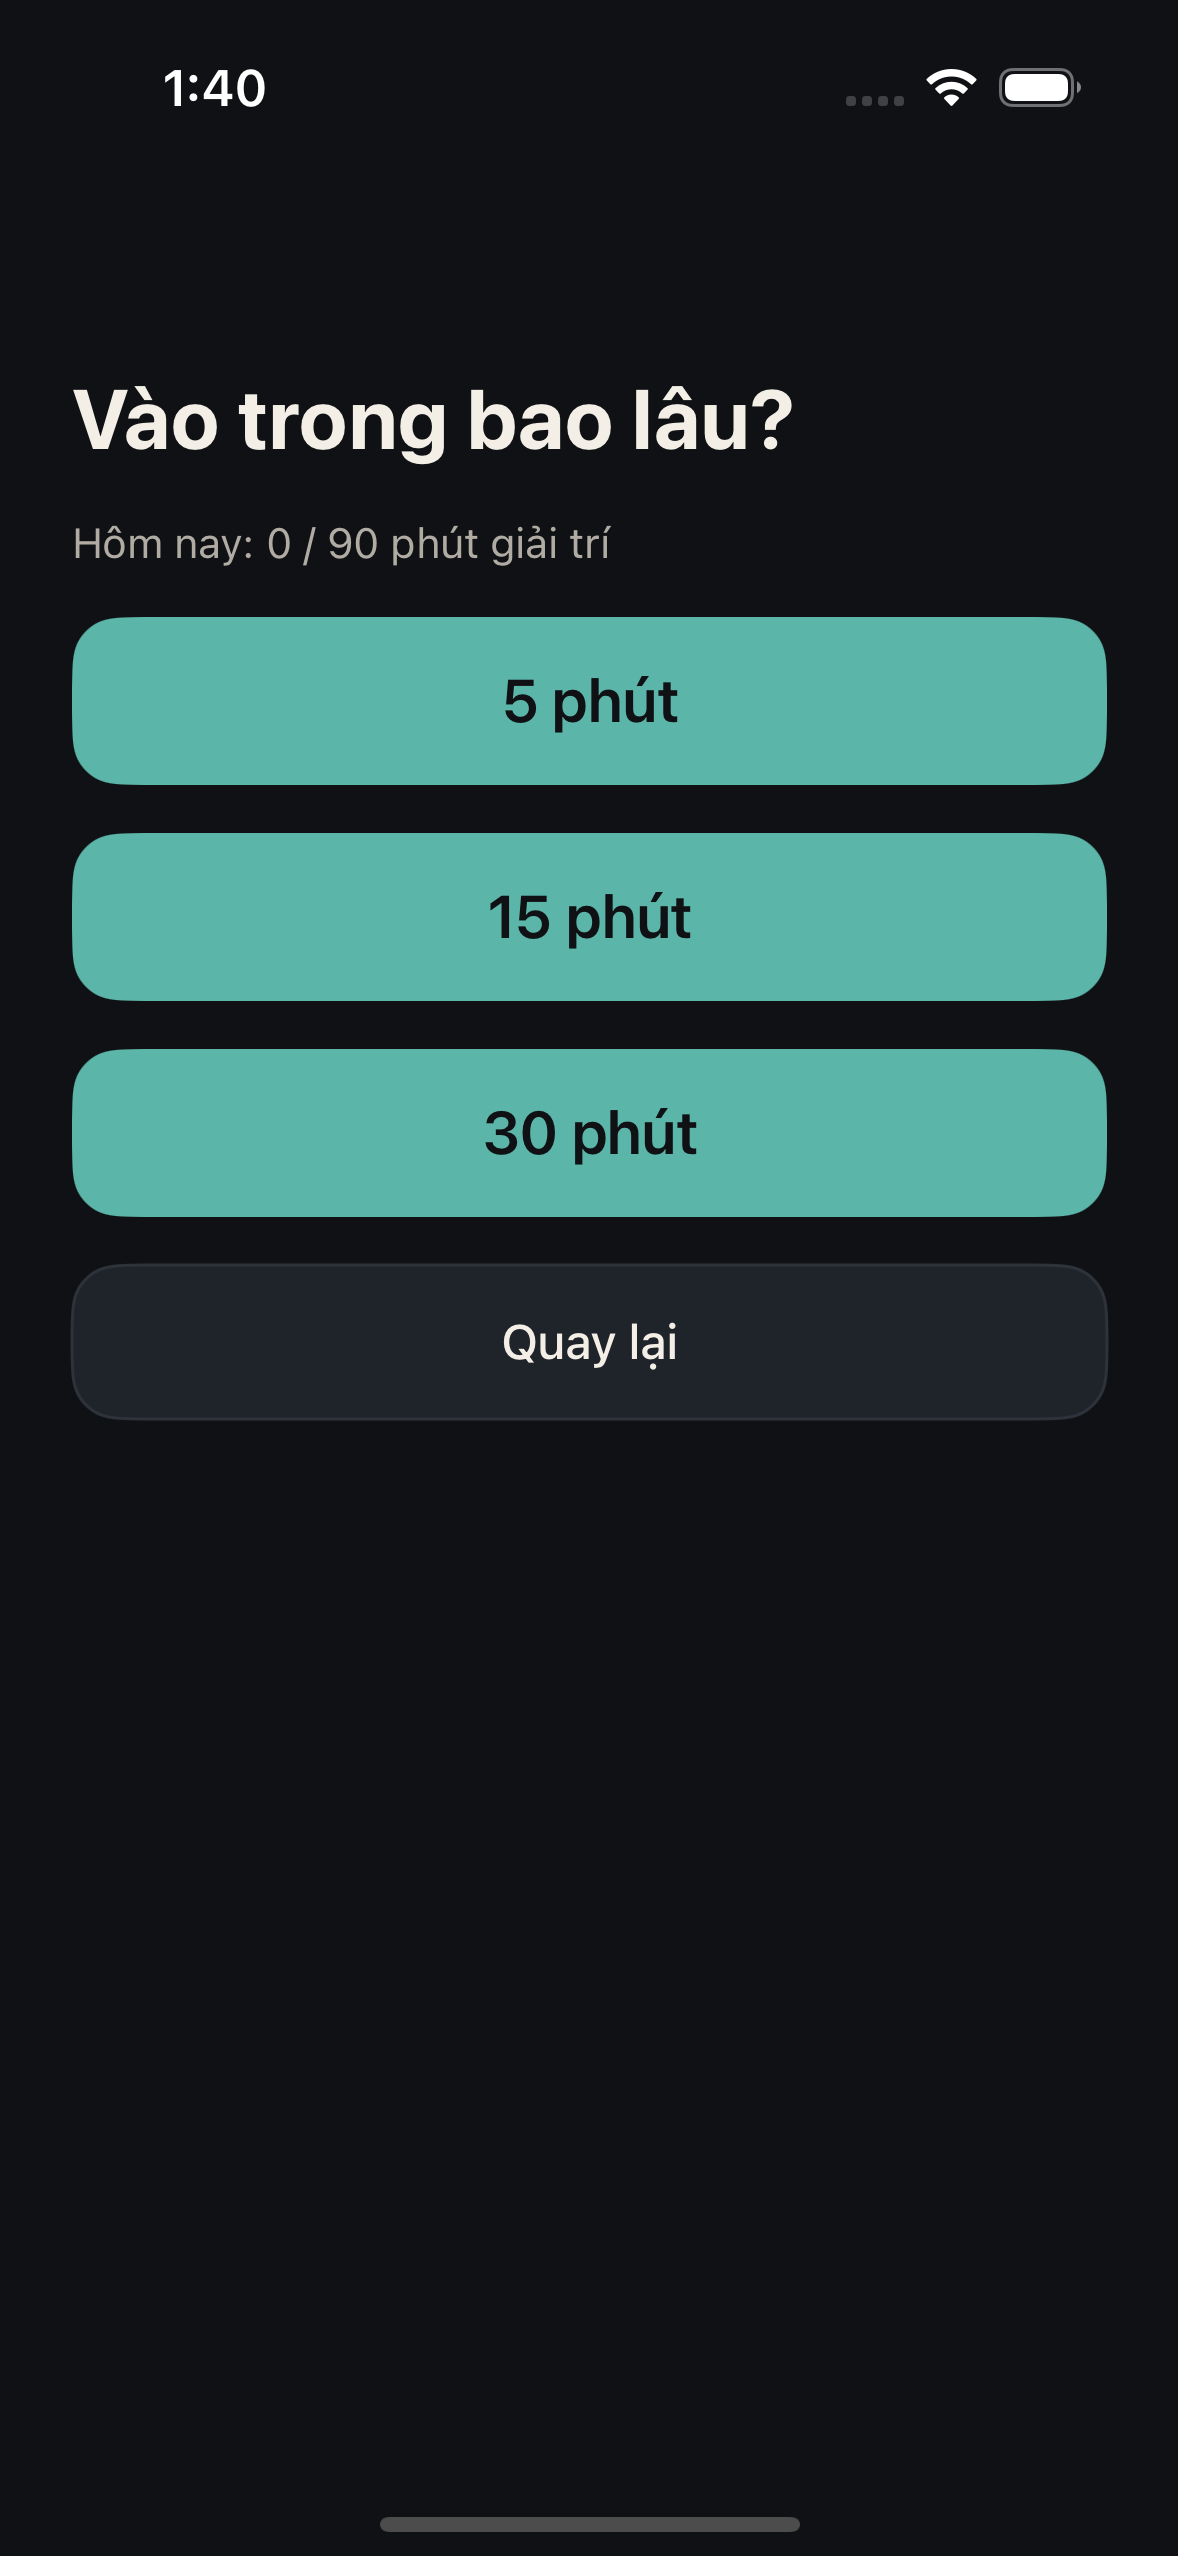 1:40
Vào trong bao lâu?
Hôm nay: 0 / 90 phút giải trí
5 phút
15 phút
30 phút
Quay lại